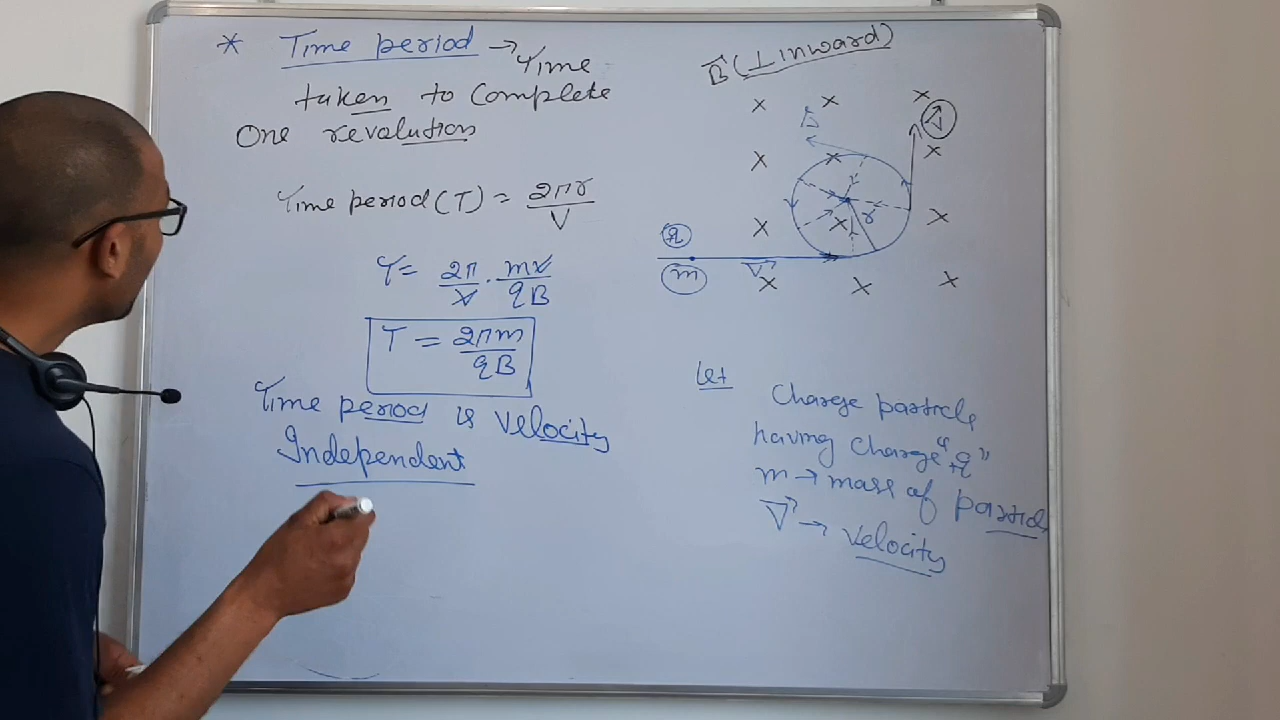 * Time period → Time
taken to Complete
One revolution
Time period (T) = 2πr/V
T = 2π/v · mv/qB
T = 2πm/qB
Time period is velocity
Independent
B⃗ (⊥ inward)
V⃗
V⃗
r
q
m
V⃗
Let Charge particle
having Charge "+q"
m → mass of particle
V⃗ → Velocity